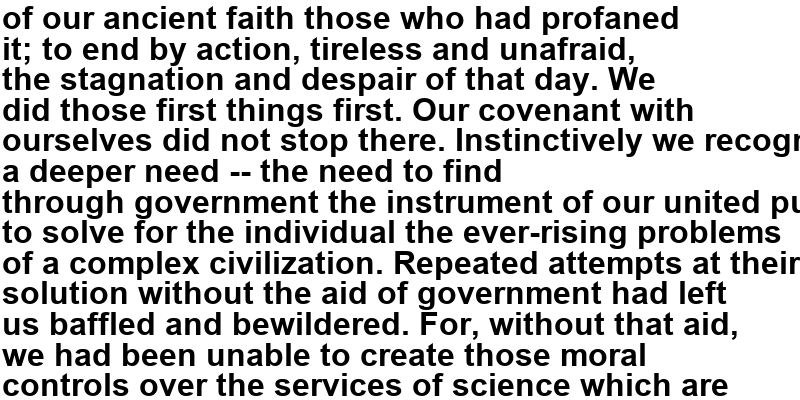 of our ancient faith those who had profaned
it; to end by action, tireless and unafraid,
the stagnation and despair of that day. We
did those first things first. Our covenant with
ourselves did not stop there. Instinctively we
a deeper need -- the need to find
through government the instrument of our united
to solve for the individual the ever-rising problems
of a complex civilization. Repeated attempts at their
solution without the aid of government had left
us baffled and bewildered. For, without that aid,
we had been unable to create those moral
controls over the services of science which are